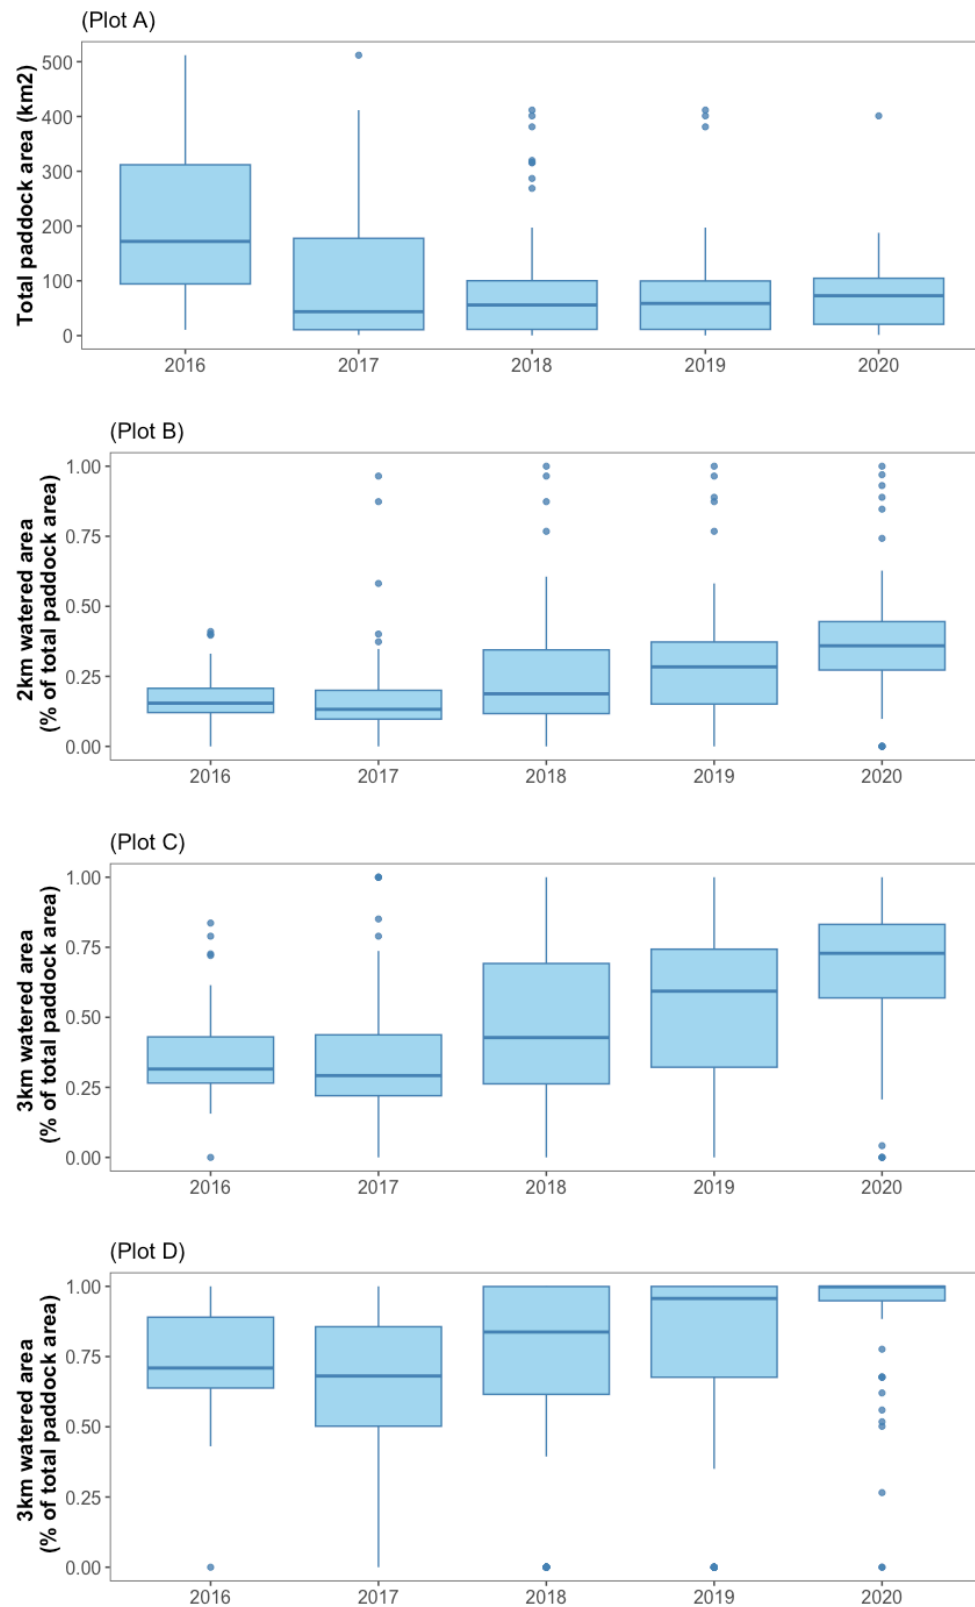 (Plot A)
Total paddock area (km2)
500
400
300
200
100
0
2016 2017 2018 2019 2020
(Plot B)
2km watered area
(% of total paddock area)
1.00
0.75
0.50
0.25
0.00
2016 2017 2018 2019 2020
(Plot C)
3km watered area
(% of total paddock area)
1.00
0.75
0.50
0.25
0.00
2016 2017 2018 2019 2020
(Plot D)
3km watered area
(% of total paddock area)
1.00
0.75
0.50
0.25
0.00
2016 2017 2018 2019 2020